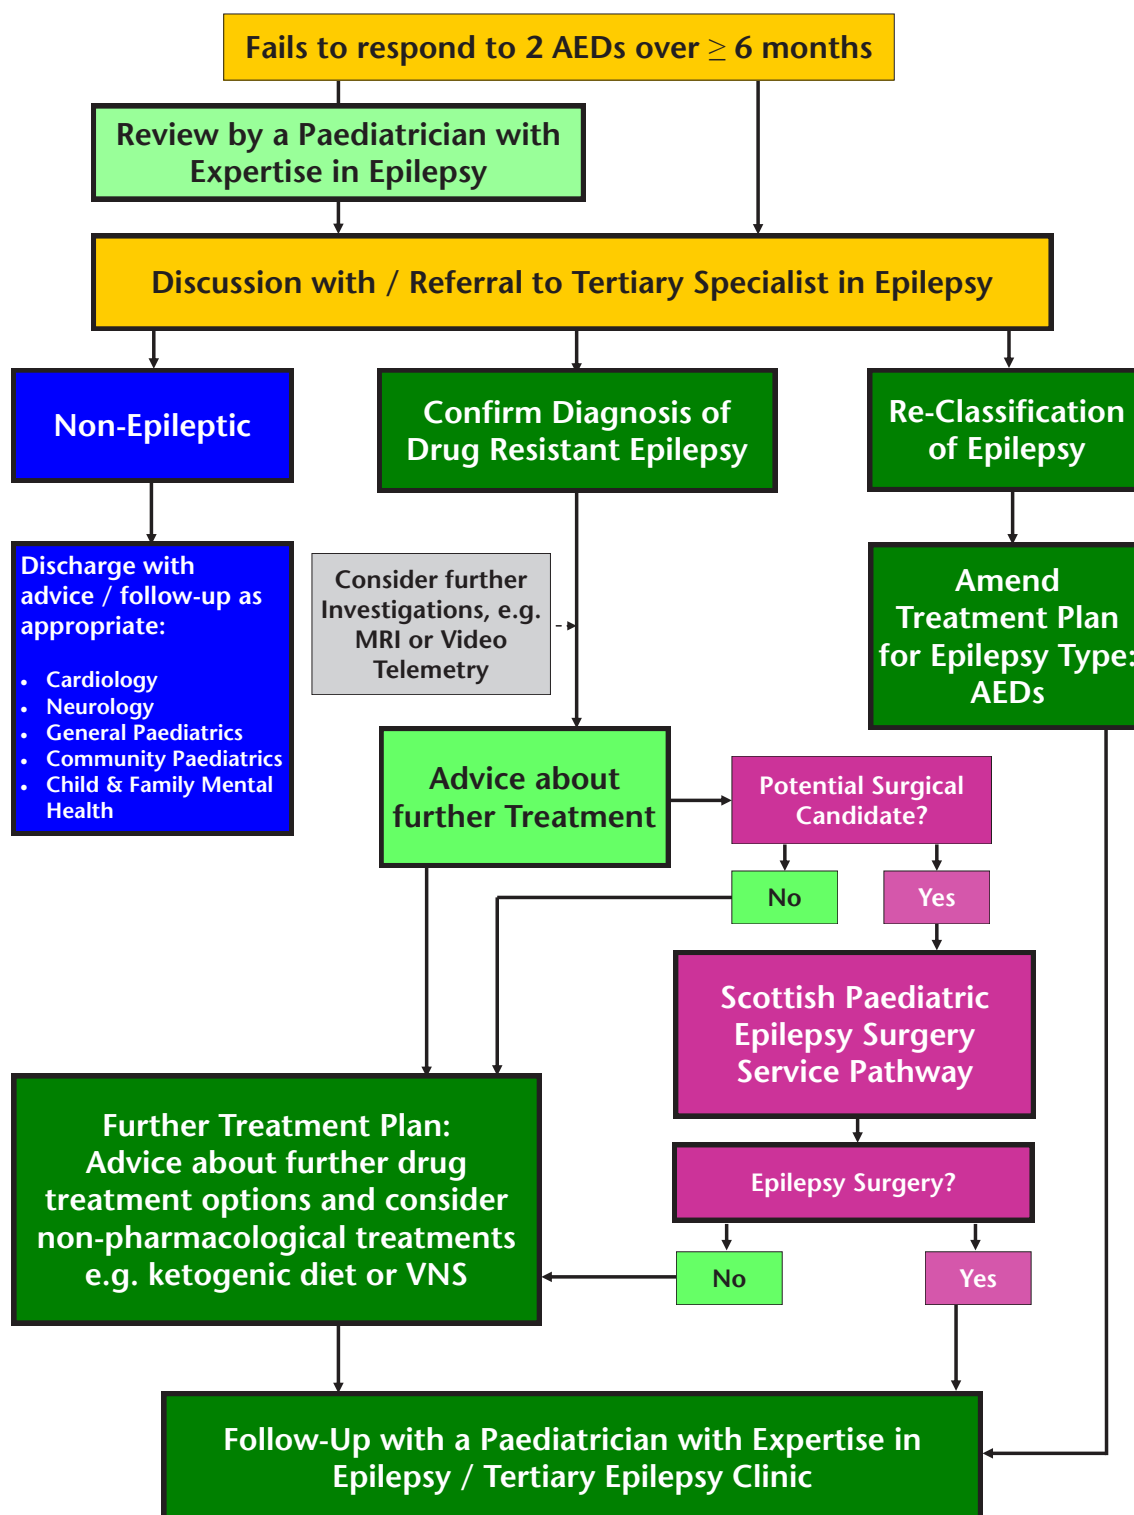 Fails to respond to 2 AEDs over ≥ 6 months
Review by a Paediatrician with
Expertise in Epilepsy
Discussion with / Referral to Tertiary Specialist in Epilepsy
Non-Epileptic
Confirm Diagnosis of
Drug Resistant Epilepsy
Re-Classification
of Epilepsy
Discharge with
advice / follow-up as
appropriate:
• Cardiology
• Neurology
• General Paediatrics
• Community Paediatrics
• Child & Family Mental
Health
Consider further
Investigations, e.g.
MRI or Video
Telemetry
Amend
Treatment Plan
for Epilepsy Type:
AEDs
Advice about
further Treatment
Potential Surgical
Candidate?
No
Yes
Scottish Paediatric
Epilepsy Surgery
Service Pathway
Further Treatment Plan:
Advice about further drug
treatment options and consider
non-pharmacological treatments
e.g. ketogenic diet or VNS
Epilepsy Surgery?
No
Yes
Follow-Up with a Paediatrician with Expertise in
Epilepsy / Tertiary Epilepsy Clinic